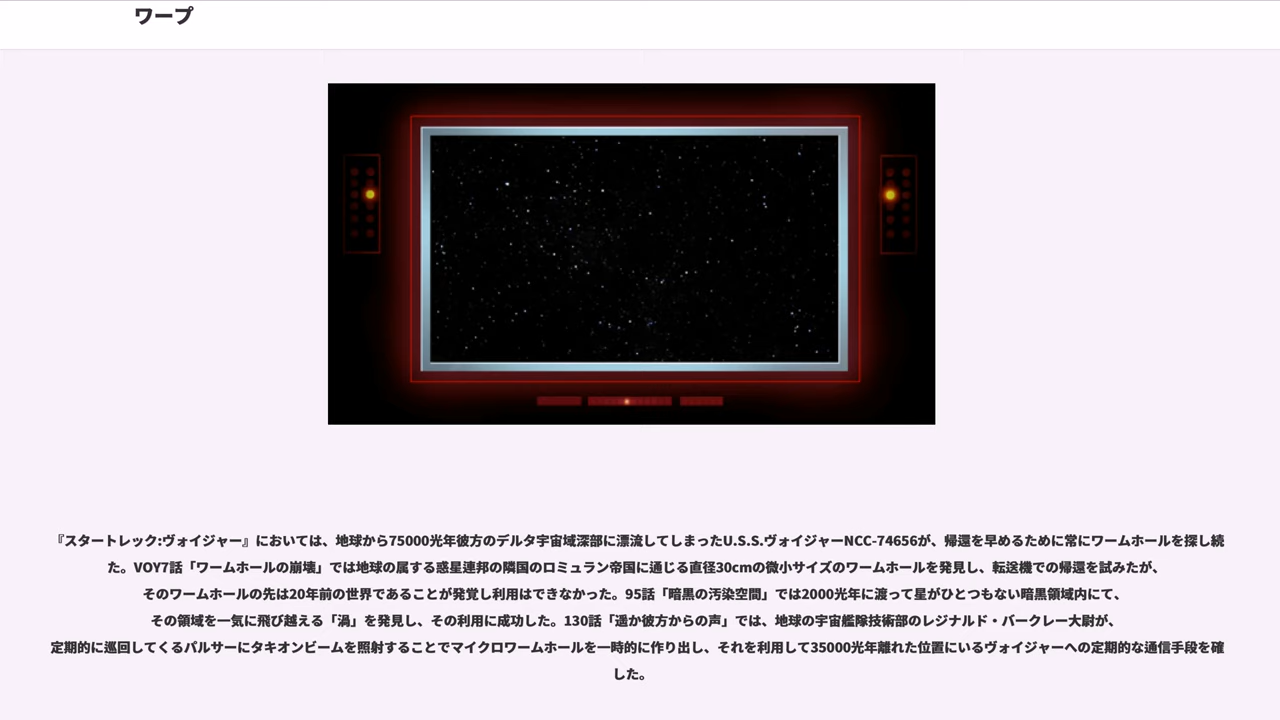 ワープ
『スタートレック:ヴォイジャー』においては、地球から75000光年彼方のデルタ宇宙域深部に漂流してしまったU.S.S.ヴォイジャーNCC-74656が、帰還を早めるために常にワームホールを探し続
た。VOY7話「ワームホールの崩壊」では地球の属する惑星連邦の隣国のロミュラン帝国に通じる直径30cmの微小サイズのワームホールを発見し、転送機での帰還を試みたが、
そのワームホールの先は20年前の世界であることが発覚し利用はできなかった。95話「暗黒の汚染空間」では2000光年に渡って星がひとつもない暗黒領域内にて、
その領域を一気に飛び越える「渦」を発見し、その利用に成功した。130話「遥か彼方からの声」では、地球の宇宙艦隊技術部のレジナルド・バークレー大尉が、
定期的に巡回してくるパルサーにタキオンビームを照射することでマイクロワームホールを一時的に作り出し、それを利用して35000光年離れた位置にいるヴォイジャーへの定期的な通信手段を確
した。